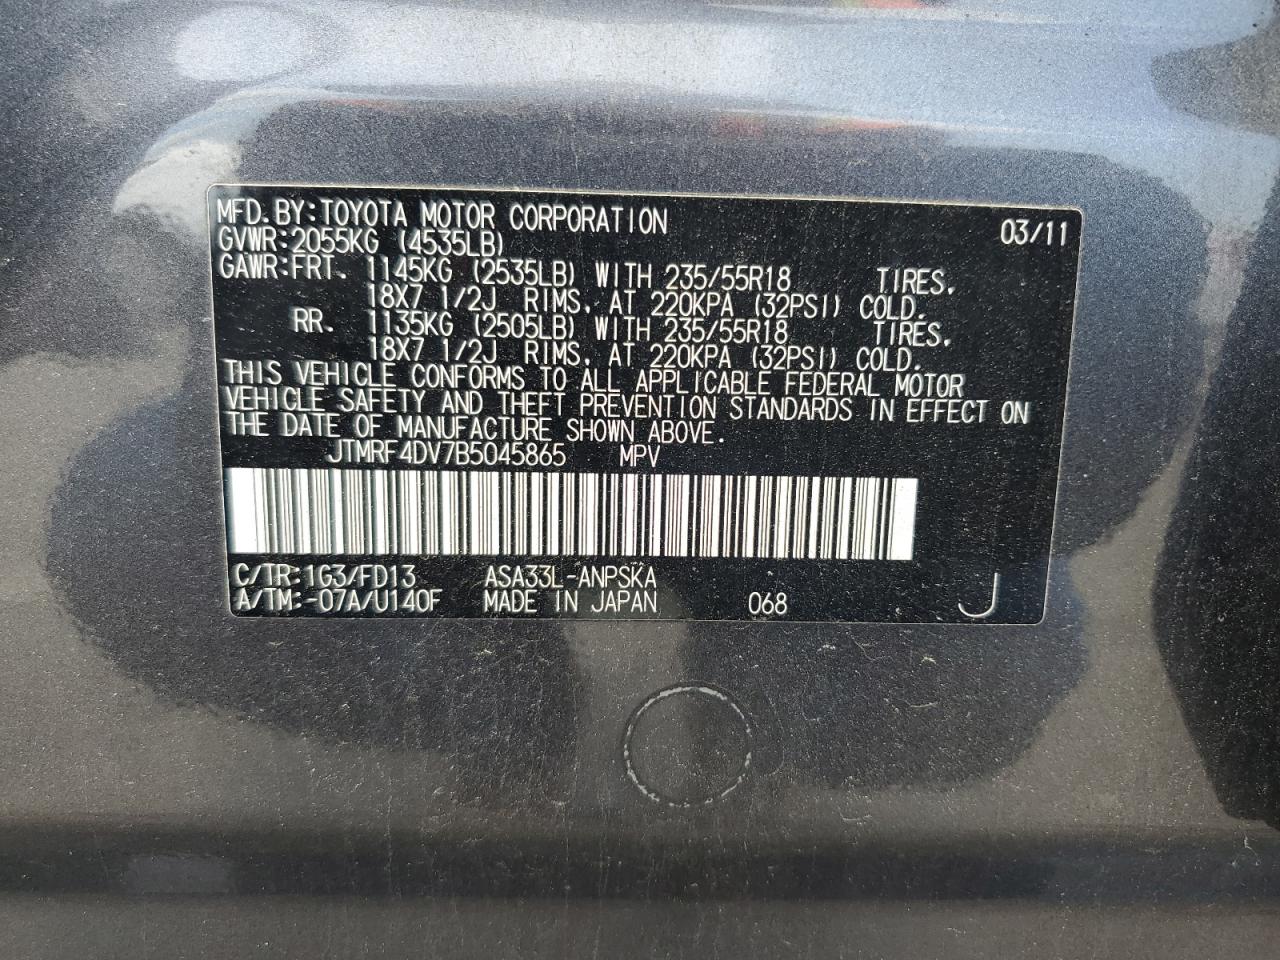 MFD.BY:TOYOTA MOTOR CORPORATION 03/11
GVWR:2055KG (4535LB)
GAWR:FRT. 1145KG (2535LB) WITH 235/55R18 TIRES.
18X7 1/2J RIMS, AT 220KPA (32PSI) COLD.
RR. 1135KG (2505LB) WITH 235/55R18 TIRES.
18X7 1/2J RIMS, AT 220KPA (32PSI) COLD.
THIS VEHICLE CONFORMS TO ALL APPLICABLE FEDERAL MOTOR
VEHICLE SAFETY AND THEFT PREVENTION STANDARDS IN EFFECT ON
THE DATE OF MANUFACTURE SHOWN ABOVE.
JTMRF4DV7B5045865 MPV
C/TR:1G3/FD13 ASA33L-ANPSKA
A/TM:-07A/U140F MADE IN JAPAN 068 J